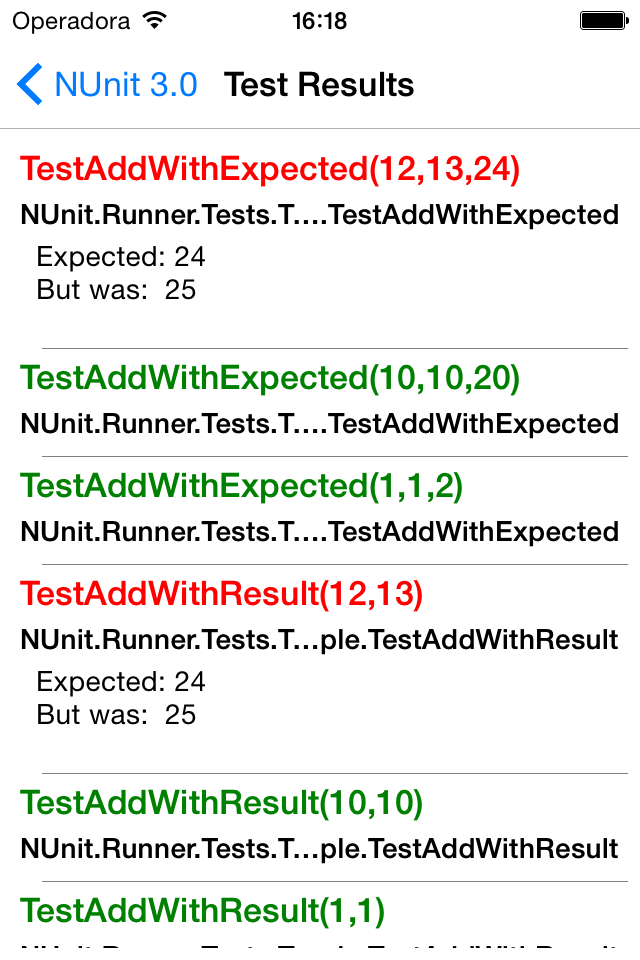 Operadora 16:18
NUnit 3.0 Test Results
TestAddWithExpected(12,13,24)
NUnit.Runner.Tests.T....TestAddWithExpected
Expected: 24
But was:  25
TestAddWithExpected(10,10,20)
NUnit.Runner.Tests.T....TestAddWithExpected
TestAddWithExpected(1,1,2)
NUnit.Runner.Tests.T....TestAddWithExpected
TestAddWithResult(12,13)
NUnit.Runner.Tests.T...ple.TestAddWithResult
Expected: 24
But was:  25
TestAddWithResult(10,10)
NUnit.Runner.Tests.T...ple.TestAddWithResult
TestAddWithResult(1,1)